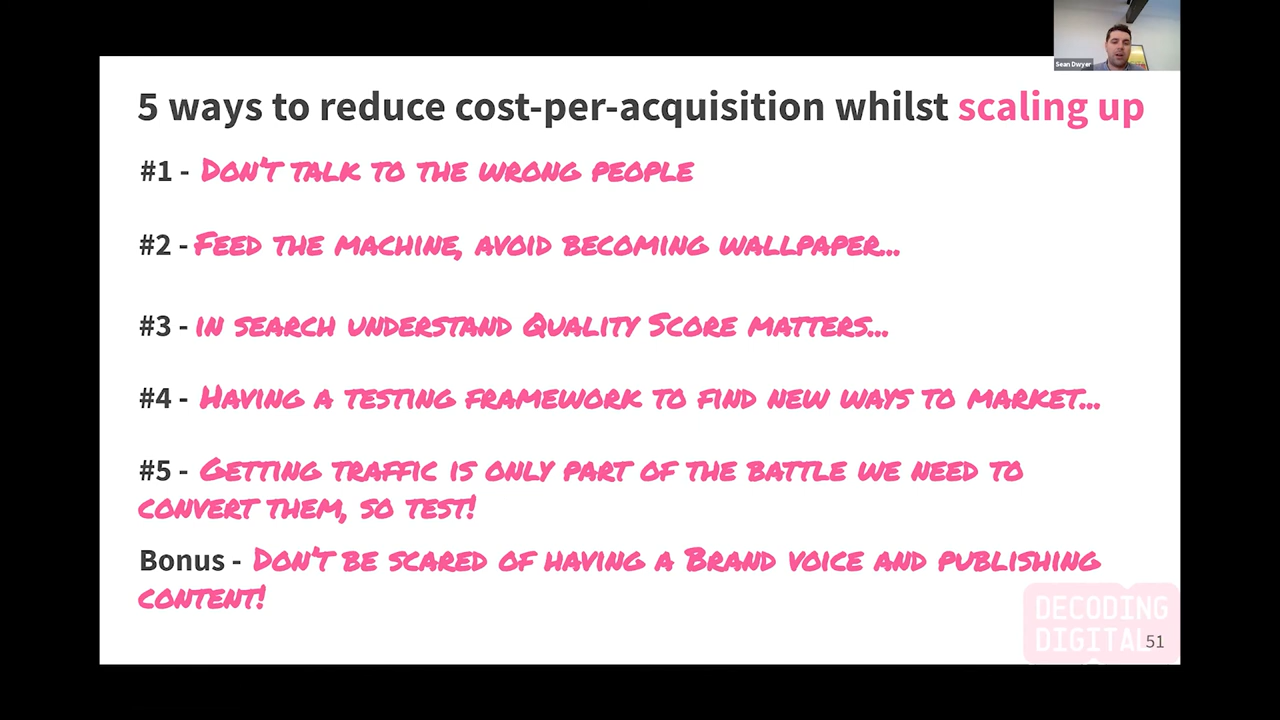 Sean Dwyer
5 ways to reduce cost-per-acquisition whilst scaling up
#1 - Don't talk to the wrong people
#2 - Feed the machine, avoid becoming wallpaper...
#3 - in search understand Quality Score matters...
#4 - Having a testing framework to find new ways to market...
#5 - Getting traffic is only part of the battle we need to
convert them, so test!
Bonus - Don't be scared of having a Brand voice and publishing
content!
DECODING
DIGITAL
51